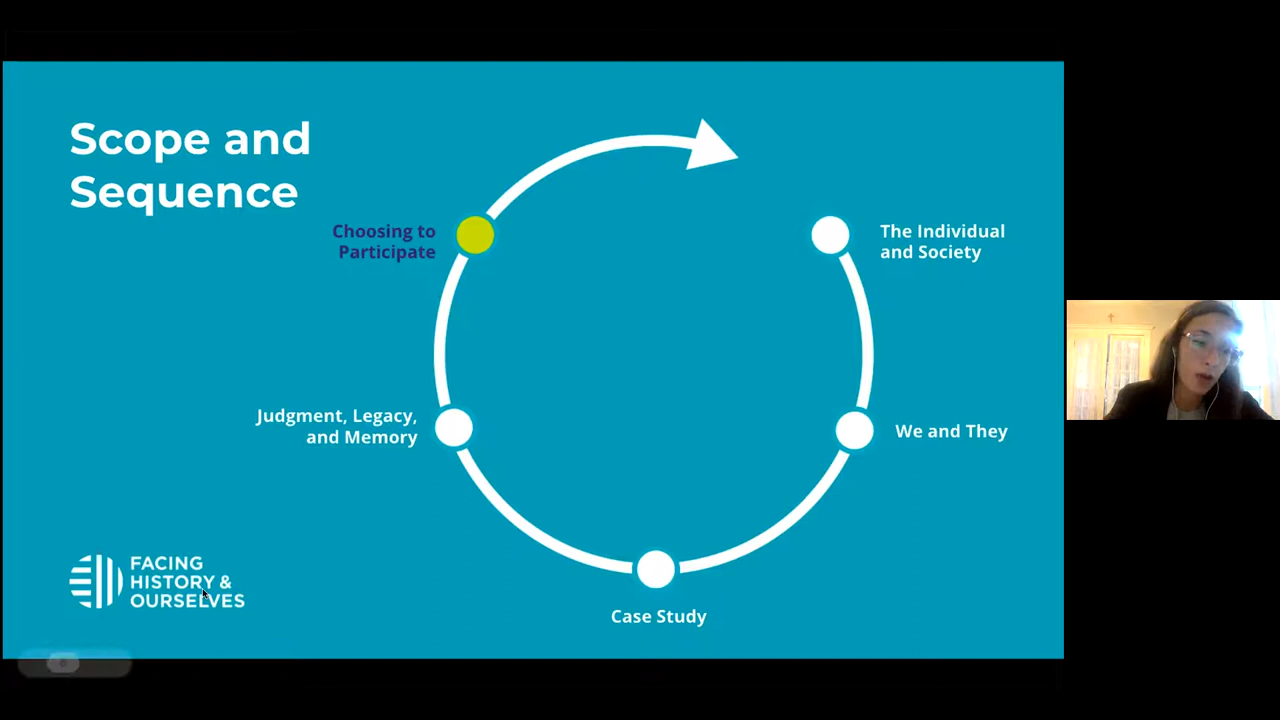 Scope and
Sequence
Choosing to
Participate
The Individual
and Society
Judgment, Legacy,
and Memory
We and They
Case Study
FACING
HISTORY &
OURSELVES